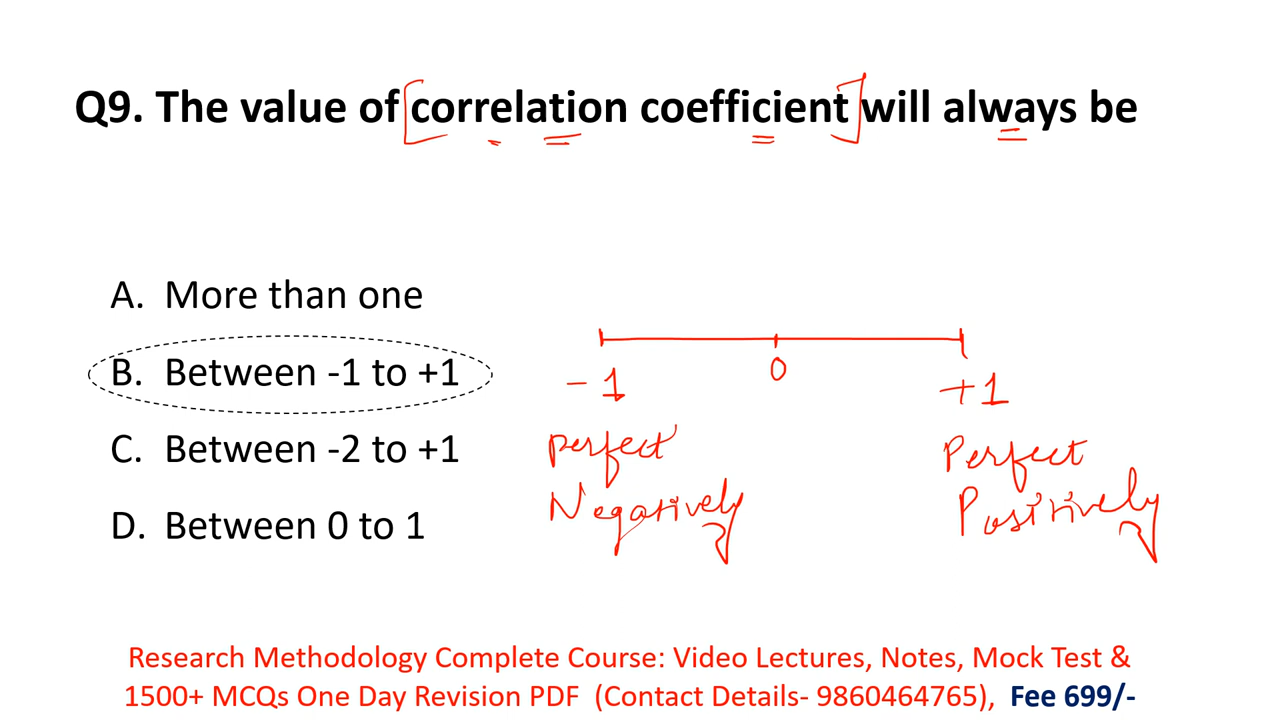 Q9. The value of correlation coefficient will always be
A. More than one
B. Between -1 to +1
C. Between -2 to +1
D. Between 0 to 1
-1 0 +1
Perfect Perfect
Negatively Positively
Research Methodology Complete Course: Video Lectures, Notes, Mock Test &
1500+ MCQs One Day Revision PDF (Contact Details- 9860464765), Fee 699/-